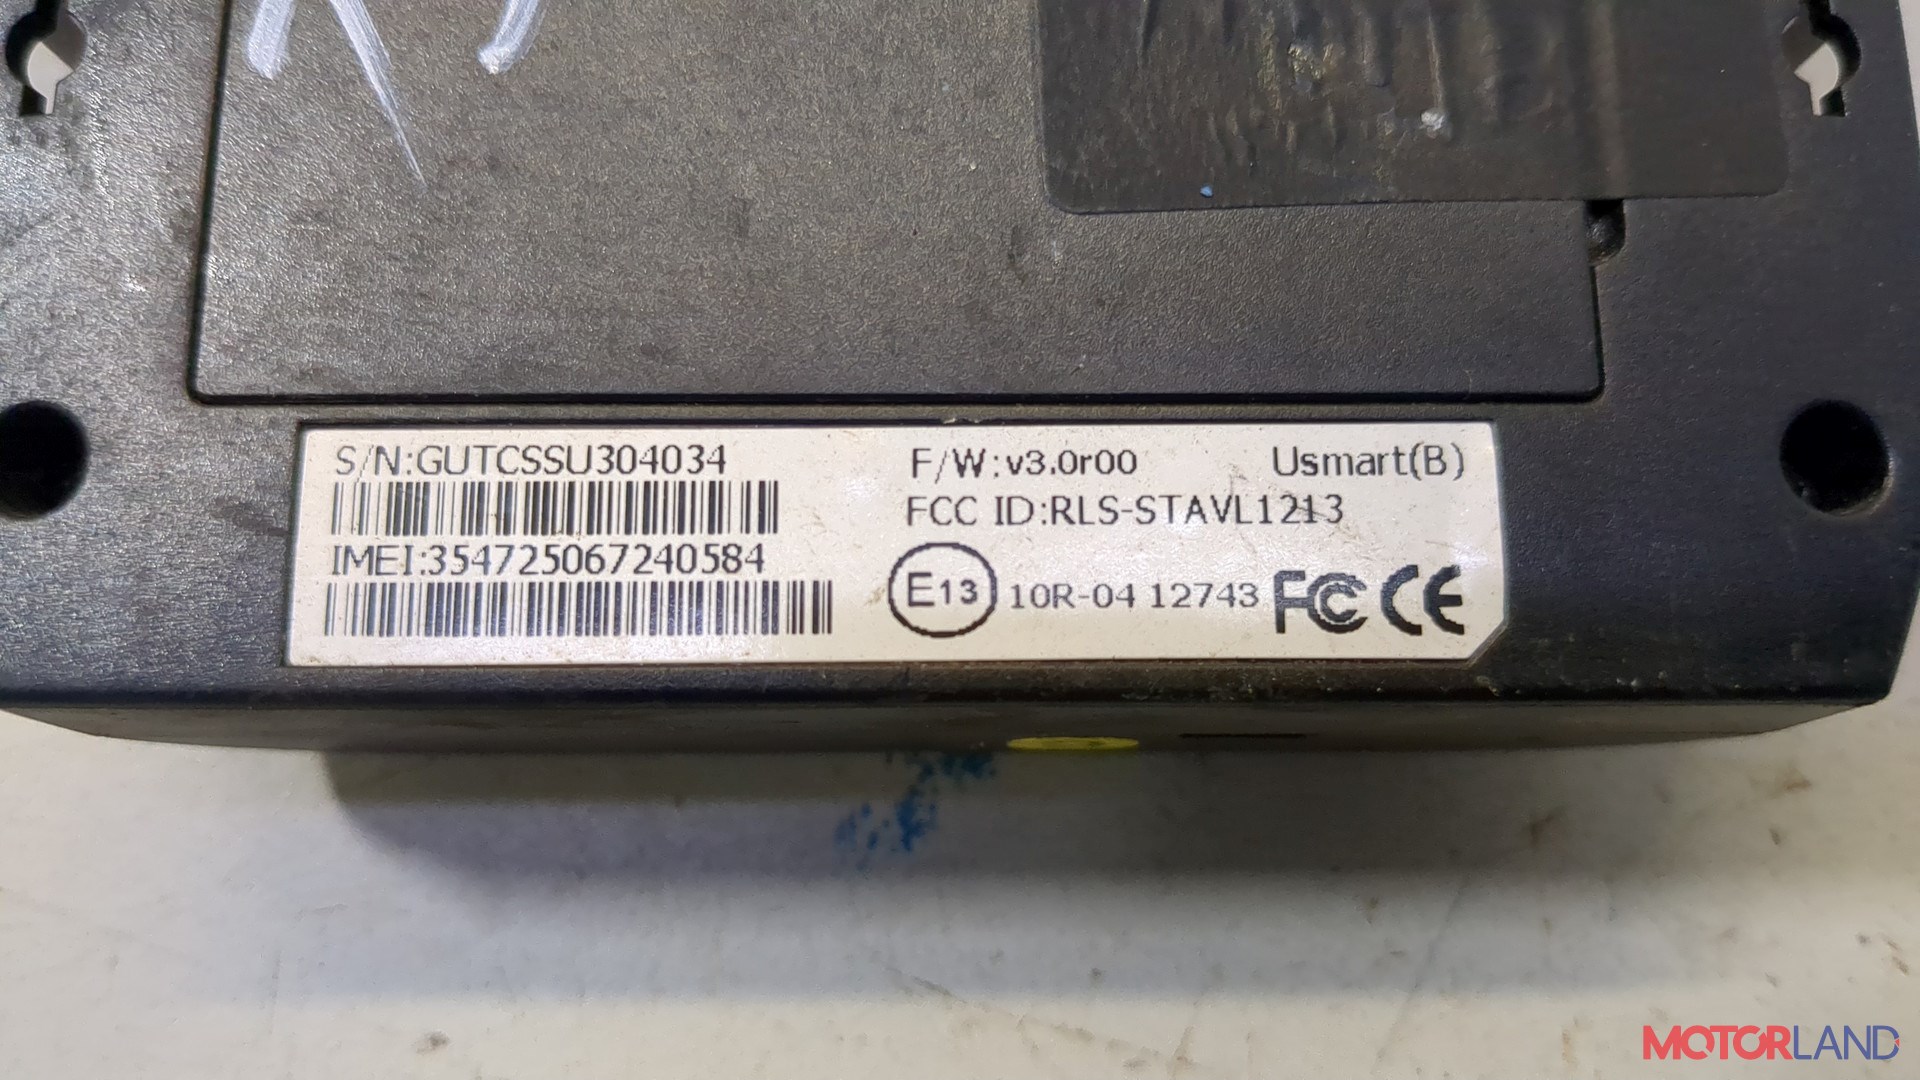 S/N:GUTCSSU304034
IMEI:354725067240584
F/W:v3.0r00 Usmart(B)
FCC ID:RLS-STAVL1213
E13 10R-04 12743 FC CE
MOTORLAND